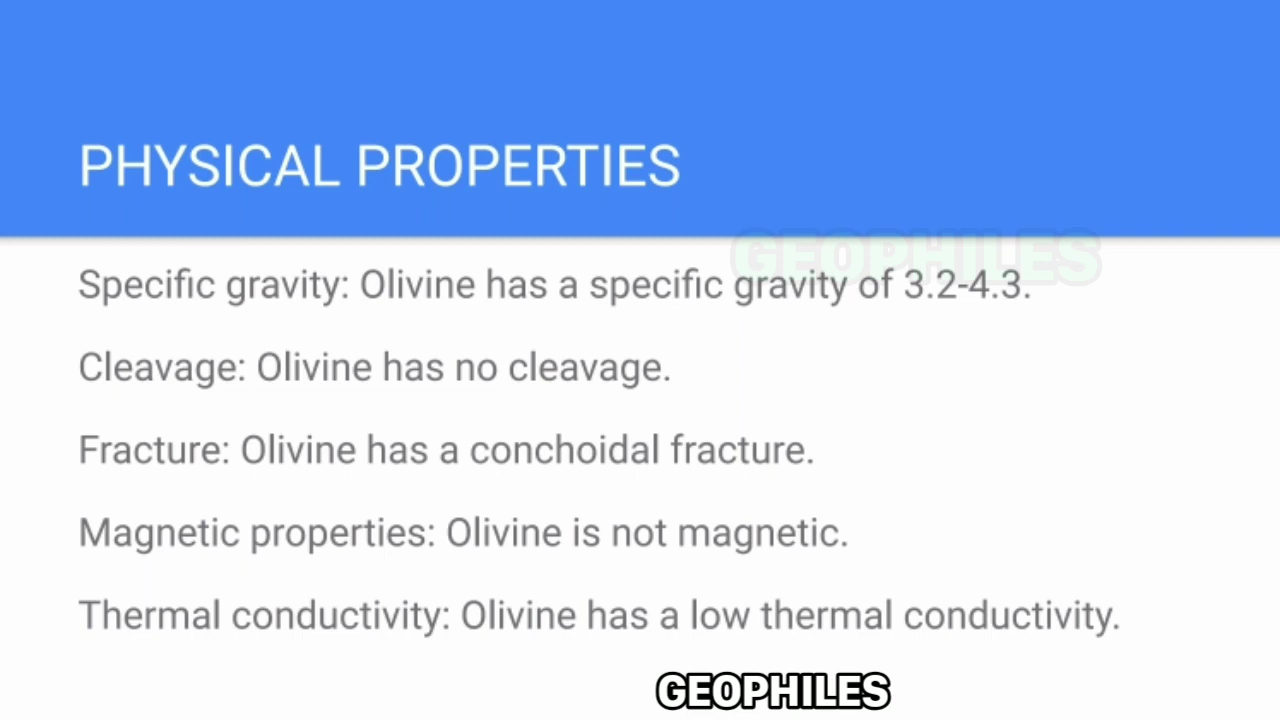 PHYSICAL PROPERTIES
GEOPHILES
Specific gravity: Olivine has a specific gravity of 3.2-4.3.
Cleavage: Olivine has no cleavage.
Fracture: Olivine has a conchoidal fracture.
Magnetic properties: Olivine is not magnetic.
Thermal conductivity: Olivine has a low thermal conductivity.
GEOPHILES